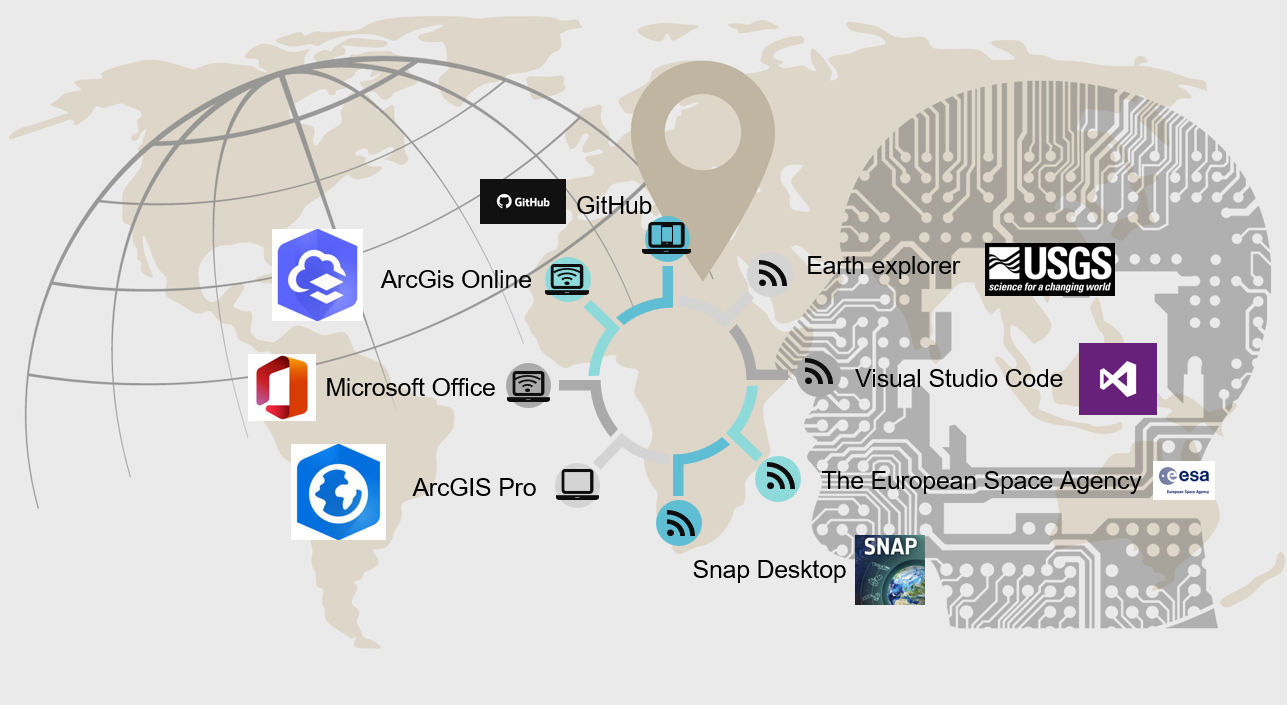 GitHub
GitHub
ArcGis Online
Earth explorer
USGS
science for a changing world
Microsoft Office
Visual Studio Code
ArcGIS Pro
The European Space Agency
esa
European Space Agency
Snap Desktop
SNAP